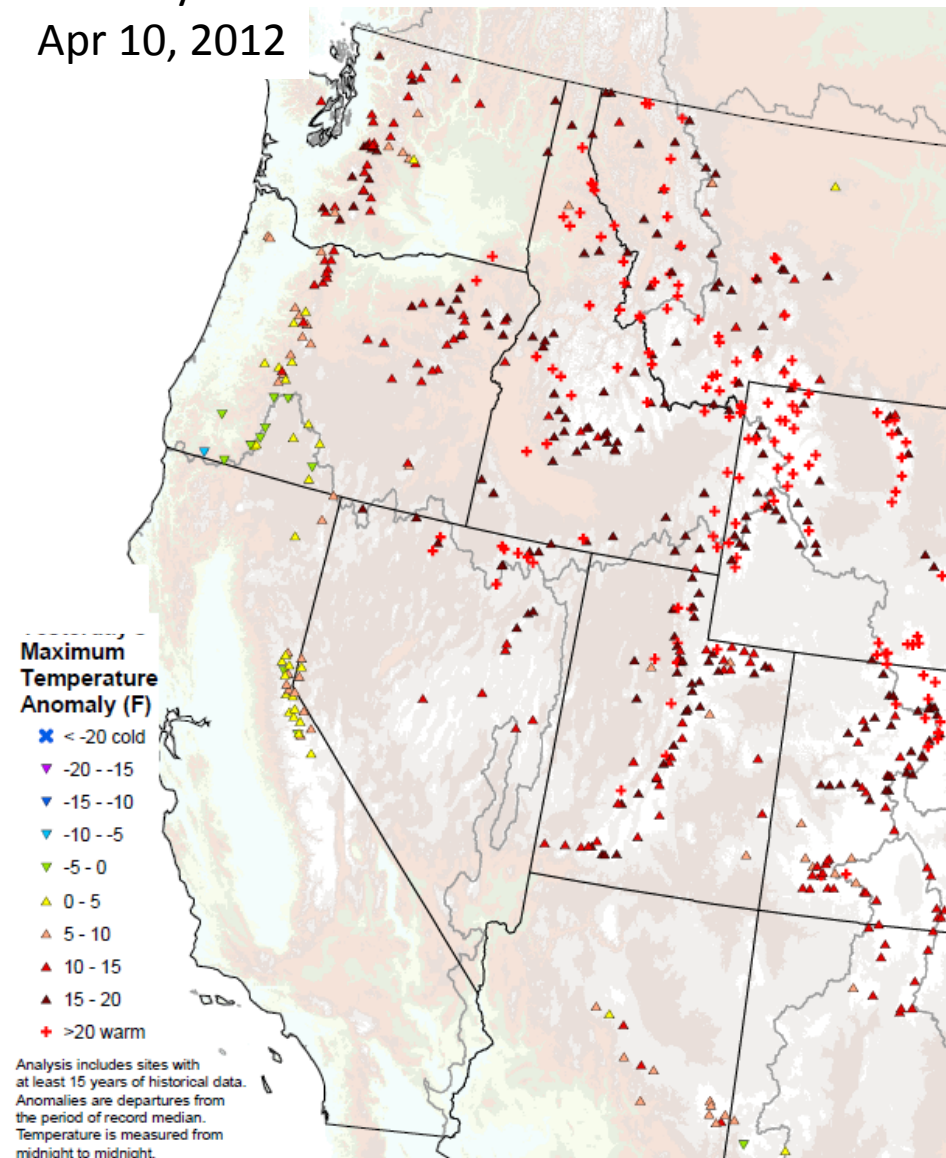 Apr 10, 2012
Maximum
Temperature
Anomaly (F)
< -20 cold
-20 - -15
-15 - -10
-10 - -5
-5 - 0
0 - 5
5 - 10
10 - 15
15 - 20
>20 warm
Analysis includes sites with
at least 15 years of historical data.
Anomalies are departures from
the period of record median.
Temperature is measured from
midnight to midnight.